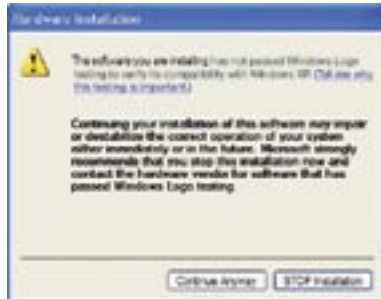 Hardware Installation
The software you are installing has not passed Windows Logo
testing to verify its compatibility with Windows XP. (Tell me why
this testing is important.)
Continuing your installation of this software may impair
or destabilize the correct operation of your system
either immediately or in the future. Microsoft strongly
recommends that you stop this installation now and
contact the hardware vendor for software that has
passed Windows Logo testing.
Continue Anyway STOP Installation